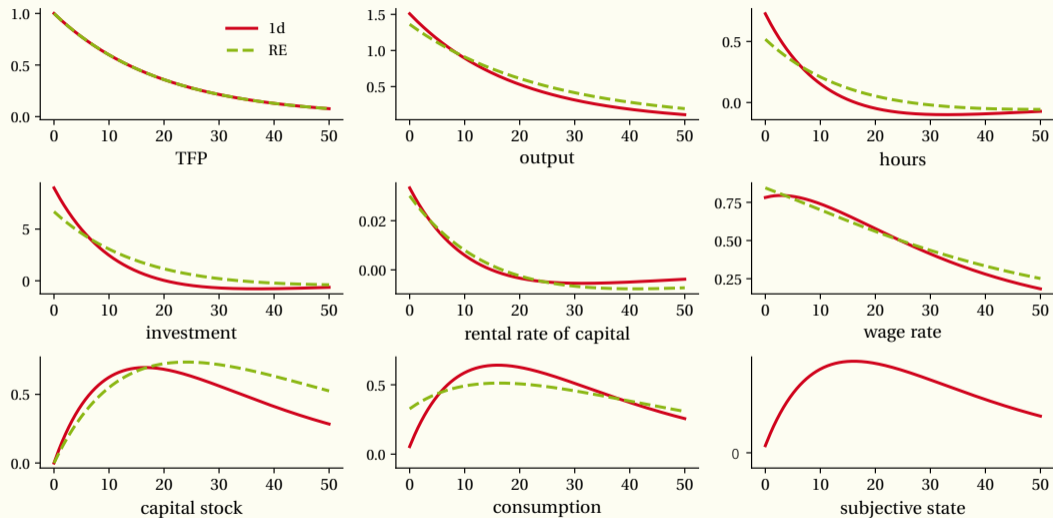 1.0
0.5
0.0
1d
RE
0 10 20 30 40 50
TFP
1.5
1.0
0.5
0 10 20 30 40 50
output
0.5
0.0
0 10 20 30 40 50
hours
5
0
0 10 20 30 40 50
investment
0.02
0.00
0 10 20 30 40 50
rental rate of capital
0.75
0.50
0.25
0 10 20 30 40 50
wage rate
0.5
0.0
0 10 20 30 40 50
capital stock
0.5
0.0
0 10 20 30 40 50
consumption
0
0 10 20 30 40 50
subjective state